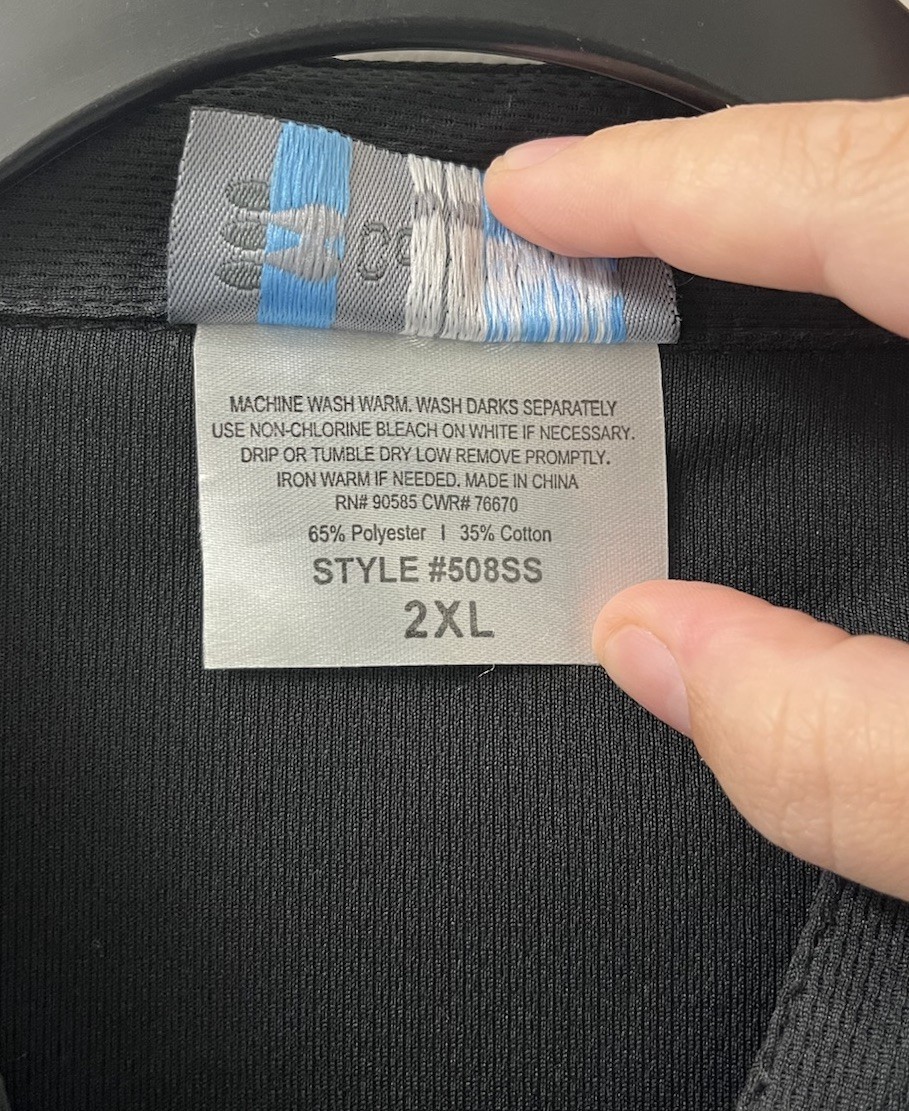 MACHINE WASH WARM. WASH DARKS SEPARATELY
USE NON-CHLORINE BLEACH ON WHITE IF NECESSARY.
DRIP OR TUMBLE DRY LOW REMOVE PROMPTLY.
IRON WARM IF NEEDED. MADE IN CHINA
RN# 90585 CWR# 76670
65% Polyester | 35% Cotton
STYLE #508SS
2XL